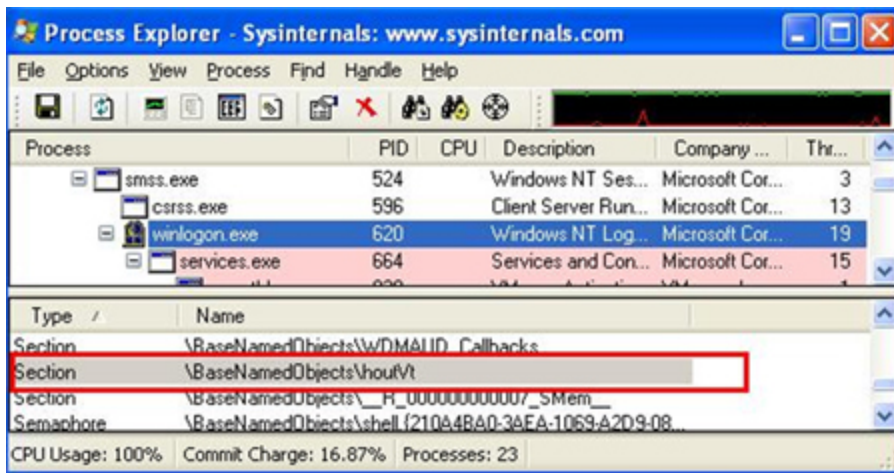 Process Explorer - Sysinternals: www.sysinternals.com
File Options View Process Find Handle Help
Process PID CPU Description Company ... Thr...
smss.exe 524 Windows NT Ses... Microsoft Cor... 3
csrss.exe 596 Client Server Run... Microsoft Cor... 13
winlogon.exe 620 Windows NT Log... Microsoft Cor... 19
services.exe 664 Services and Con... Microsoft Cor... 15
Type Name
Section \BaseNamedObjects\WDMAUD_Callbacks
Section \BaseNamedObjects\houtVt
Section \BaseNamedObjects\__R_000000000007_SMem__
Semaphore \BaseNamedObjects\shell.{210A4BA0-3AEA-1069-A2D9-08...
CPU Usage: 100% Commit Charge: 16.87% Processes: 23